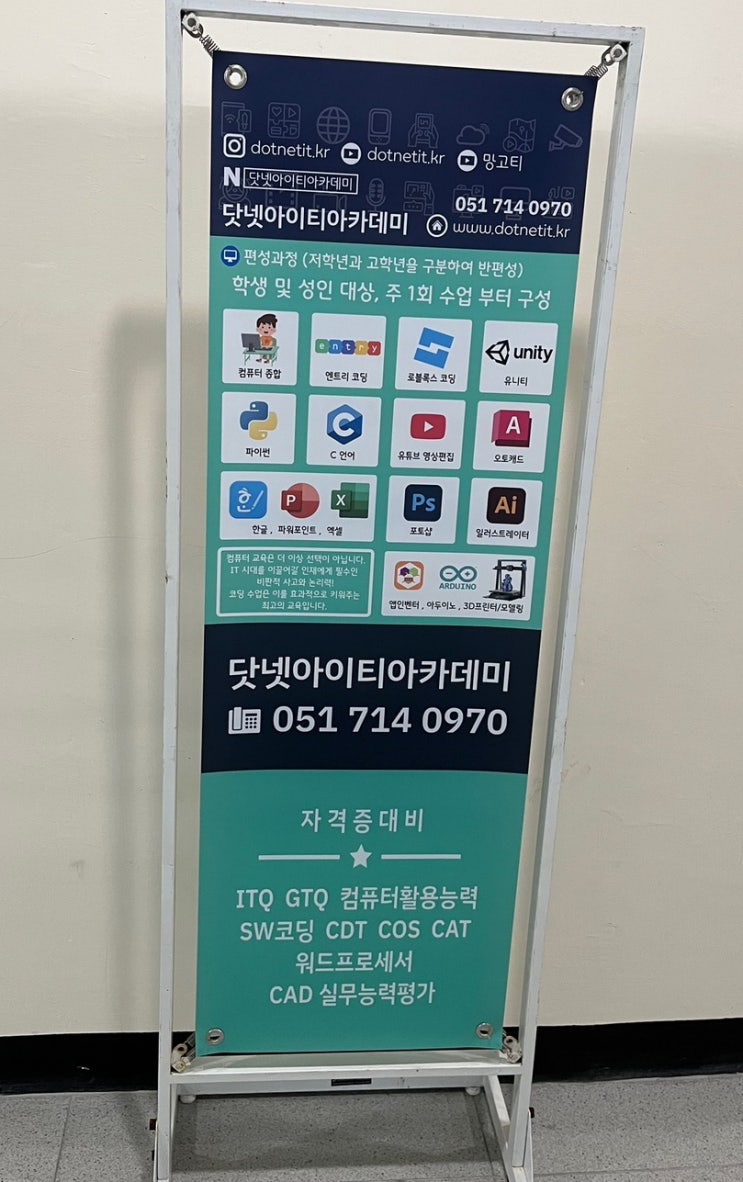 dotnetit.kr dotnetit.kr 망고티
N 닷넷아이티아카데미
051 714 0970
닷넷아이티아카데미 www.dotnetit.kr
편성과정 (저학년과 고학년을 구분하여 반편성)
학생 및 성인 대상, 주 1회 수업 부터 구성
entry unity
컴퓨터 종합 엔트리 코딩 로블록스 코딩 유니티
C A
파이썬 C 언어 유튜브 영상편집 오토캐드
한/ P X Ps Ai
한글, 파워포인트, 엑셀 포토샵 일러스트레이터
컴퓨터 교육은 더 이상 선택이 아닙니다.
IT 시대를 이끌어갈 인재에게 필수인
비판적 사고와 논리력!
코딩 수업은 이를 효과적으로 키워주는
최고의 교육입니다.
ARDUINO
앱인벤터, 아두이노, 3D프린터/모델링
닷넷아이티아카데미
051 714 0970
자격증대비
ITQ GTQ 컴퓨터활용능력
SW코딩 CDT COS CAT
워드프로세서
CAD 실무능력평가